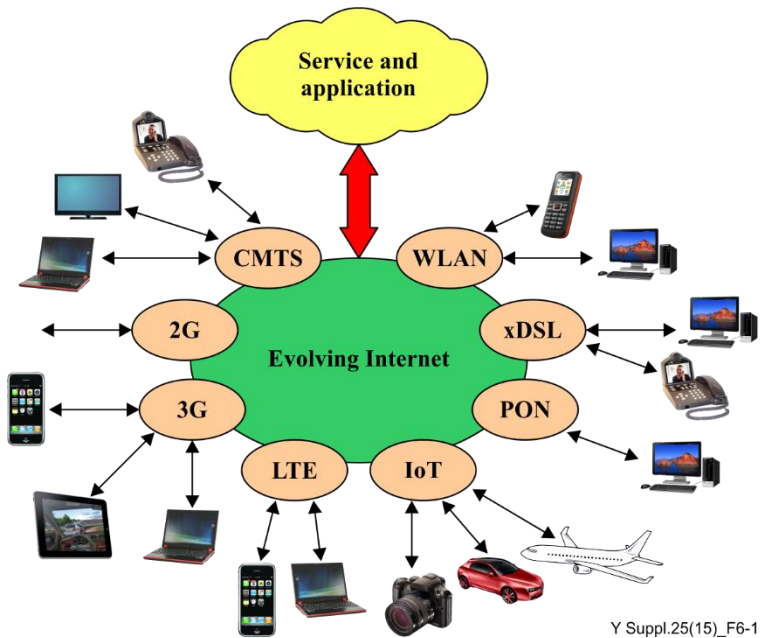 Service and
application
CMTS
WLAN
2G
xDSL
Evolving Internet
3G
PON
LTE
IoT
Y Suppl.25(15)_F6-1